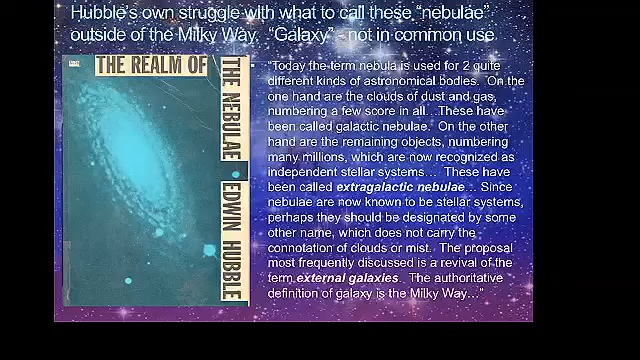 Hubble's own struggle with what to call these "nebulae"
outside of the Milky Way. "Galaxy" - not in common use
THE REALM OF
THE NEBULAE
EDWIN HUBBLE
"Today the term nebula is used for 2 quite
different kinds of astronomical bodies. On the
one hand are the clouds of dust and gas,
numbering a few score in all…These have
been called galactic nebulae. On the other
hand are the remaining objects, numbering
many millions, which are now recognized as
independent stellar systems… These have
been called extragalactic nebulae… Since
nebulae are now known to be stellar systems,
perhaps they should be designated by some
other name, which does not carry the
connotation of clouds or mist. The proposal
most frequently discussed is a revival of the
term external galaxies. The authoritative
definition of galaxy is the Milky Way…"